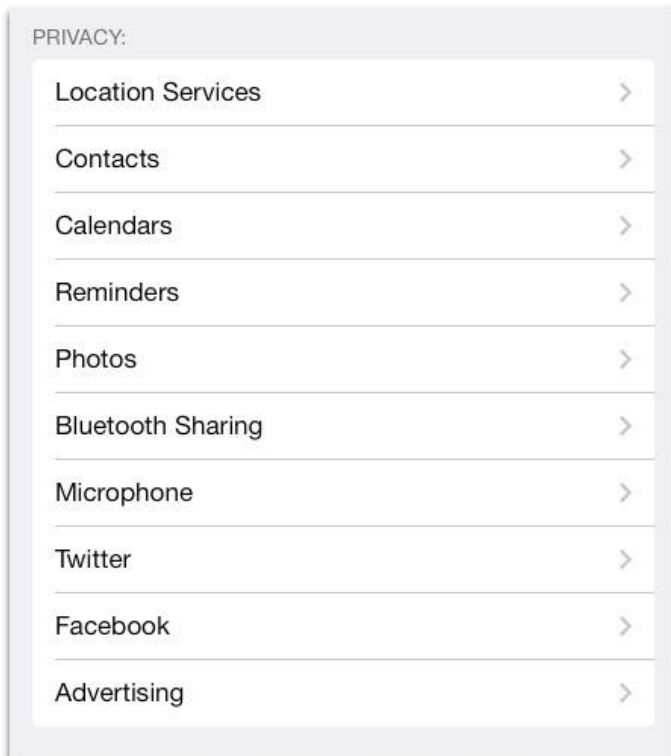 PRIVACY:
Location Services
Contacts
Calendars
Reminders
Photos
Bluetooth Sharing
Microphone
Twitter
Facebook
Advertising